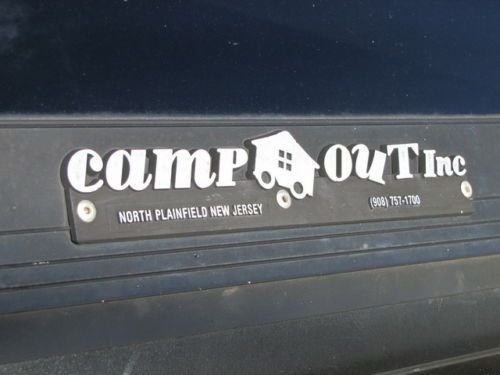 camp OUT Inc
NORTH PLAINFIELD NEW JERSEY (908) 757-1700